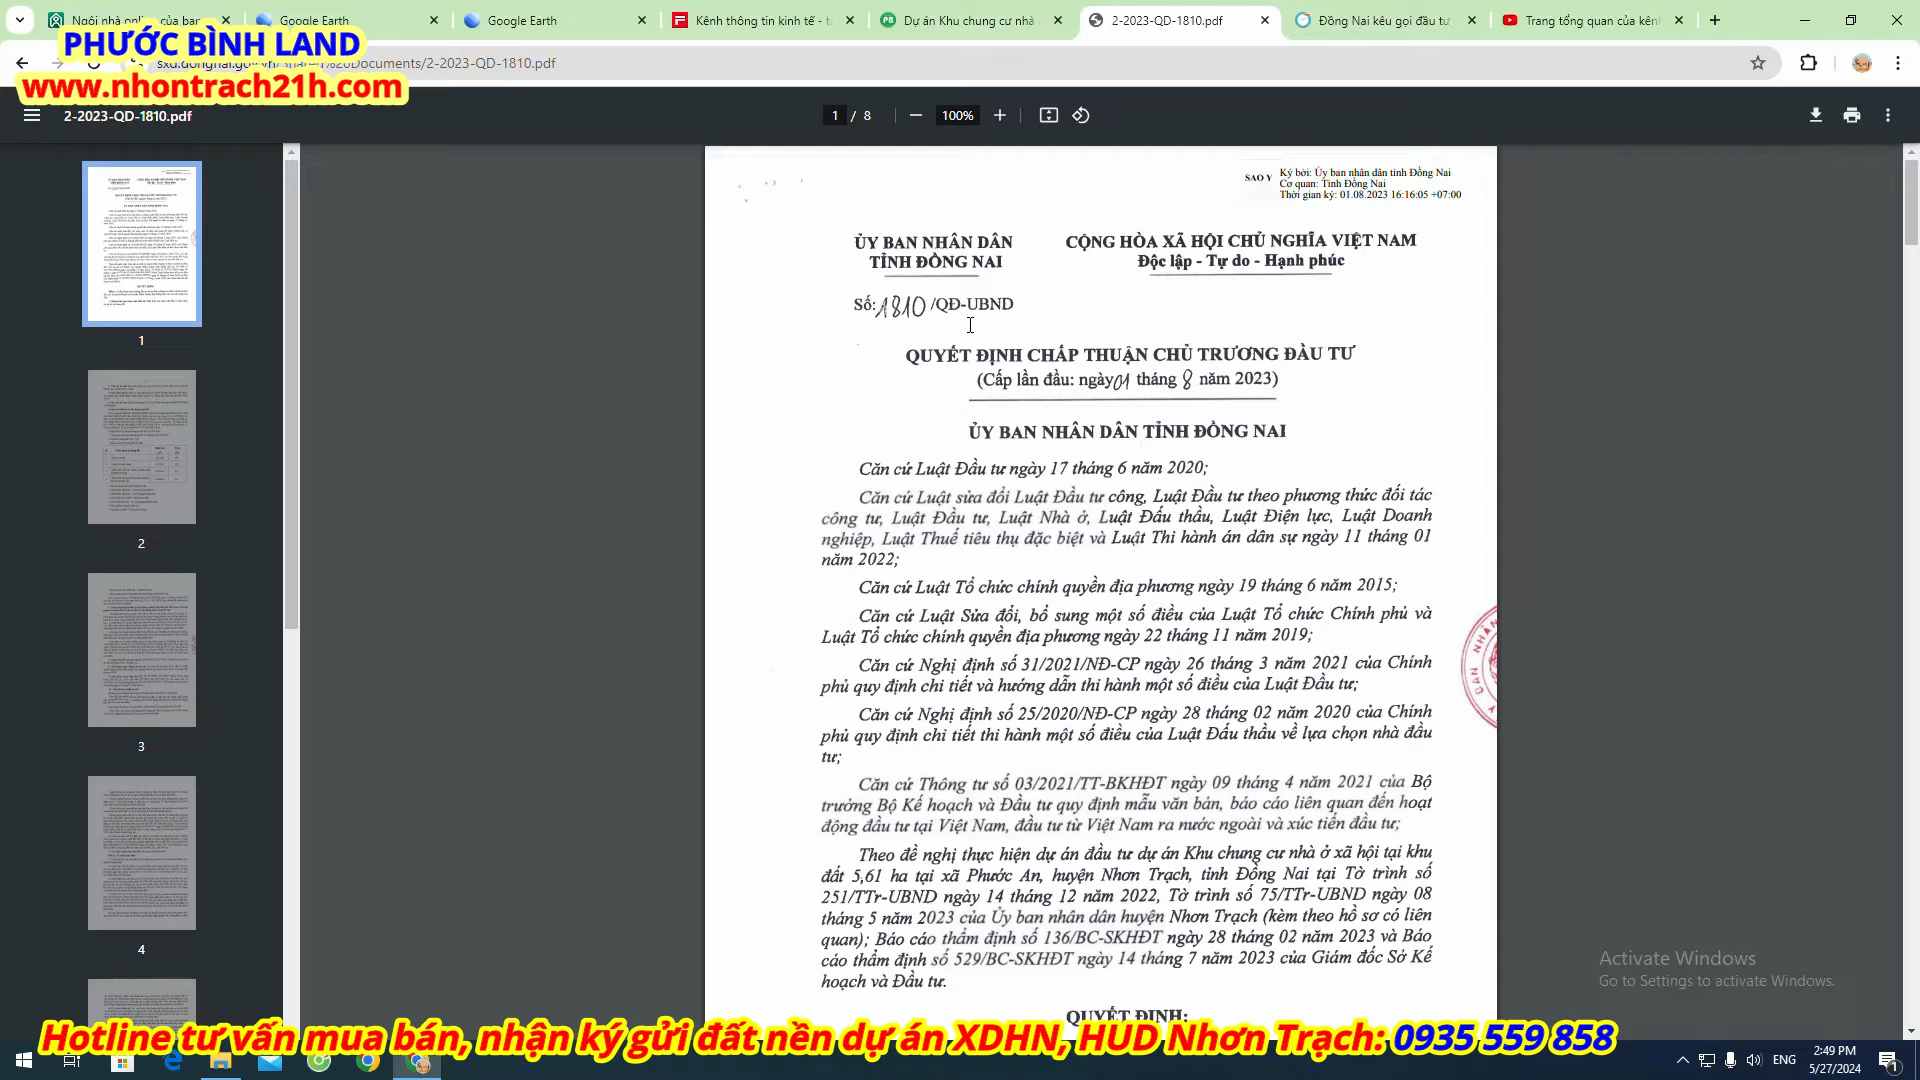 Ngôi nhà online của bạn
Google Earth
Google Earth
Kênh thông tin kinh tế - t
Dự án Khu chung cư nhà
2-2023-QD-1810.pdf
Đồng Nai kêu gọi đầu tư
Trang tổng quan của kên
PHƯỚC BÌNH LAND
www.nhontrach21h.com
Documents/2-2023-QD-1810.pdf
2-2023-QD-1810.pdf
1 / 8
100%
SAO Y
Ký bởi: Ủy ban nhân dân tỉnh Đồng Nai
Cơ quan: Tỉnh Đồng Nai
Thời gian ký: 01.08.2023 16:16:05 +07:00
ỦY BAN NHÂN DÂN
TỈNH ĐỒNG NAI
CỘNG HÒA XÃ HỘI CHỦ NGHĨA VIỆT NAM
Độc lập - Tự do - Hạnh phúc
Số: 1810 /QĐ-UBND
QUYẾT ĐỊNH CHẤP THUẬN CHỦ TRƯƠNG ĐẦU TƯ
(Cấp lần đầu: ngày 01 tháng 8 năm 2023)
ỦY BAN NHÂN DÂN TỈNH ĐỒNG NAI
Căn cứ Luật Đầu tư ngày 17 tháng 6 năm 2020;
Căn cứ Luật sửa đổi Luật Đầu tư công, Luật Đầu tư theo phương thức đối tác
công tư, Luật Đầu tư, Luật Nhà ở, Luật Đấu thầu, Luật Điện lực, Luật Doanh
nghiệp, Luật Thuế tiêu thụ đặc biệt và Luật Thi hành án dân sự ngày 11 tháng 01
năm 2022;
Căn cứ Luật Tổ chức chính quyền địa phương ngày 19 tháng 6 năm 2015;
Căn cứ Luật Sửa đổi, bổ sung một số điều của Luật Tổ chức Chính phủ và
Luật Tổ chức chính quyền địa phương ngày 22 tháng 11 năm 2019;
Căn cứ Nghị định số 31/2021/NĐ-CP ngày 26 tháng 3 năm 2021 của Chính
phủ quy định chi tiết và hướng dẫn thi hành một số điều của Luật Đầu tư;
Căn cứ Nghị định số 25/2020/NĐ-CP ngày 28 tháng 02 năm 2020 của Chính
phủ quy định chi tiết thi hành một số điều của Luật Đấu thầu về lựa chọn nhà đầu
tư;
Căn cứ Thông tư số 03/2021/TT-BKHĐT ngày 09 tháng 4 năm 2021 của Bộ
trưởng Bộ Kế hoạch và Đầu tư quy định mẫu văn bản, báo cáo liên quan đến hoạt
động đầu tư tại Việt Nam, đầu tư từ Việt Nam ra nước ngoài và xúc tiến đầu tư;
Theo đề nghị thực hiện dự án đầu tư dự án Khu chung cư nhà ở xã hội tại khu
đất 5,61 ha tại xã Phước An, huyện Nhơn Trạch, tỉnh Đồng Nai tại Tờ trình số
251/TTr-UBND ngày 14 tháng 12 năm 2022, Tờ trình số 75/TTr-UBND ngày 08
tháng 5 năm 2023 của Ủy ban nhân dân huyện Nhơn Trạch (kèm theo hồ sơ có liên
quan); Báo cáo thẩm định số 136/BC-SKHĐT ngày 28 tháng 02 năm 2023 và Báo
cáo thẩm định số 529/BC-SKHĐT ngày 14 tháng 7 năm 2023 của Giám đốc Sở Kế
hoạch và Đầu tư.
QUYẾT ĐỊNH:
1
2
3
4
Activate Windows
Go to Settings to activate Windows.
Hotline tư vấn mua bán, nhận ký gửi đất nền dự án XDHN, HUD Nhơn Trạch: 0935 559 858
ENG
2:49 PM
5/27/2024